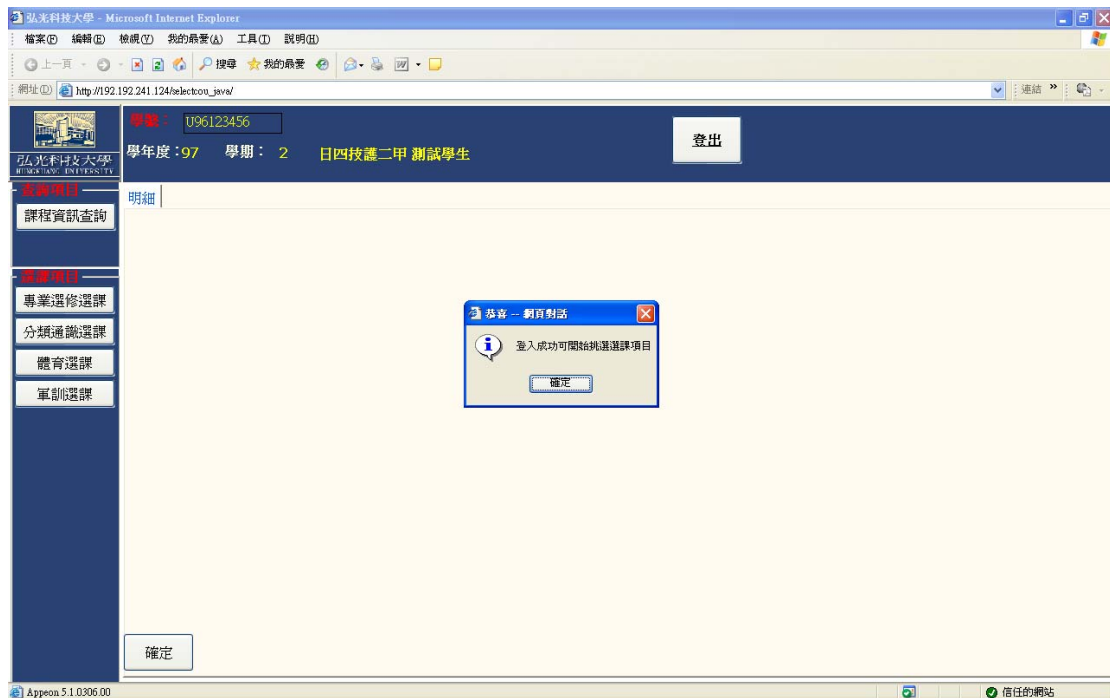 弘光科技大學 - Microsoft Internet Explorer
檔案(F) 編輯(E) 檢視(V) 我的最愛(A) 工具(T) 說明(H)
上一頁 搜尋 我的最愛
網址(D) http://192.192.241.124/selectcou_java/ 連結 »
弘光科技大學
HUNGKUANG UNIVERSITY
學號： U96123456
學年度：97 學期： 2 日四技護二甲 測試學生
登出
查詢項目
課程資訊查詢
選課項目
專業選修選課
分類通識選課
體育選課
軍訓選課
明細
恭喜 -- 網頁對話
登入成功可開始挑選選課項目
確定
確定
Appeon 5.1.0306.00 信任的網站